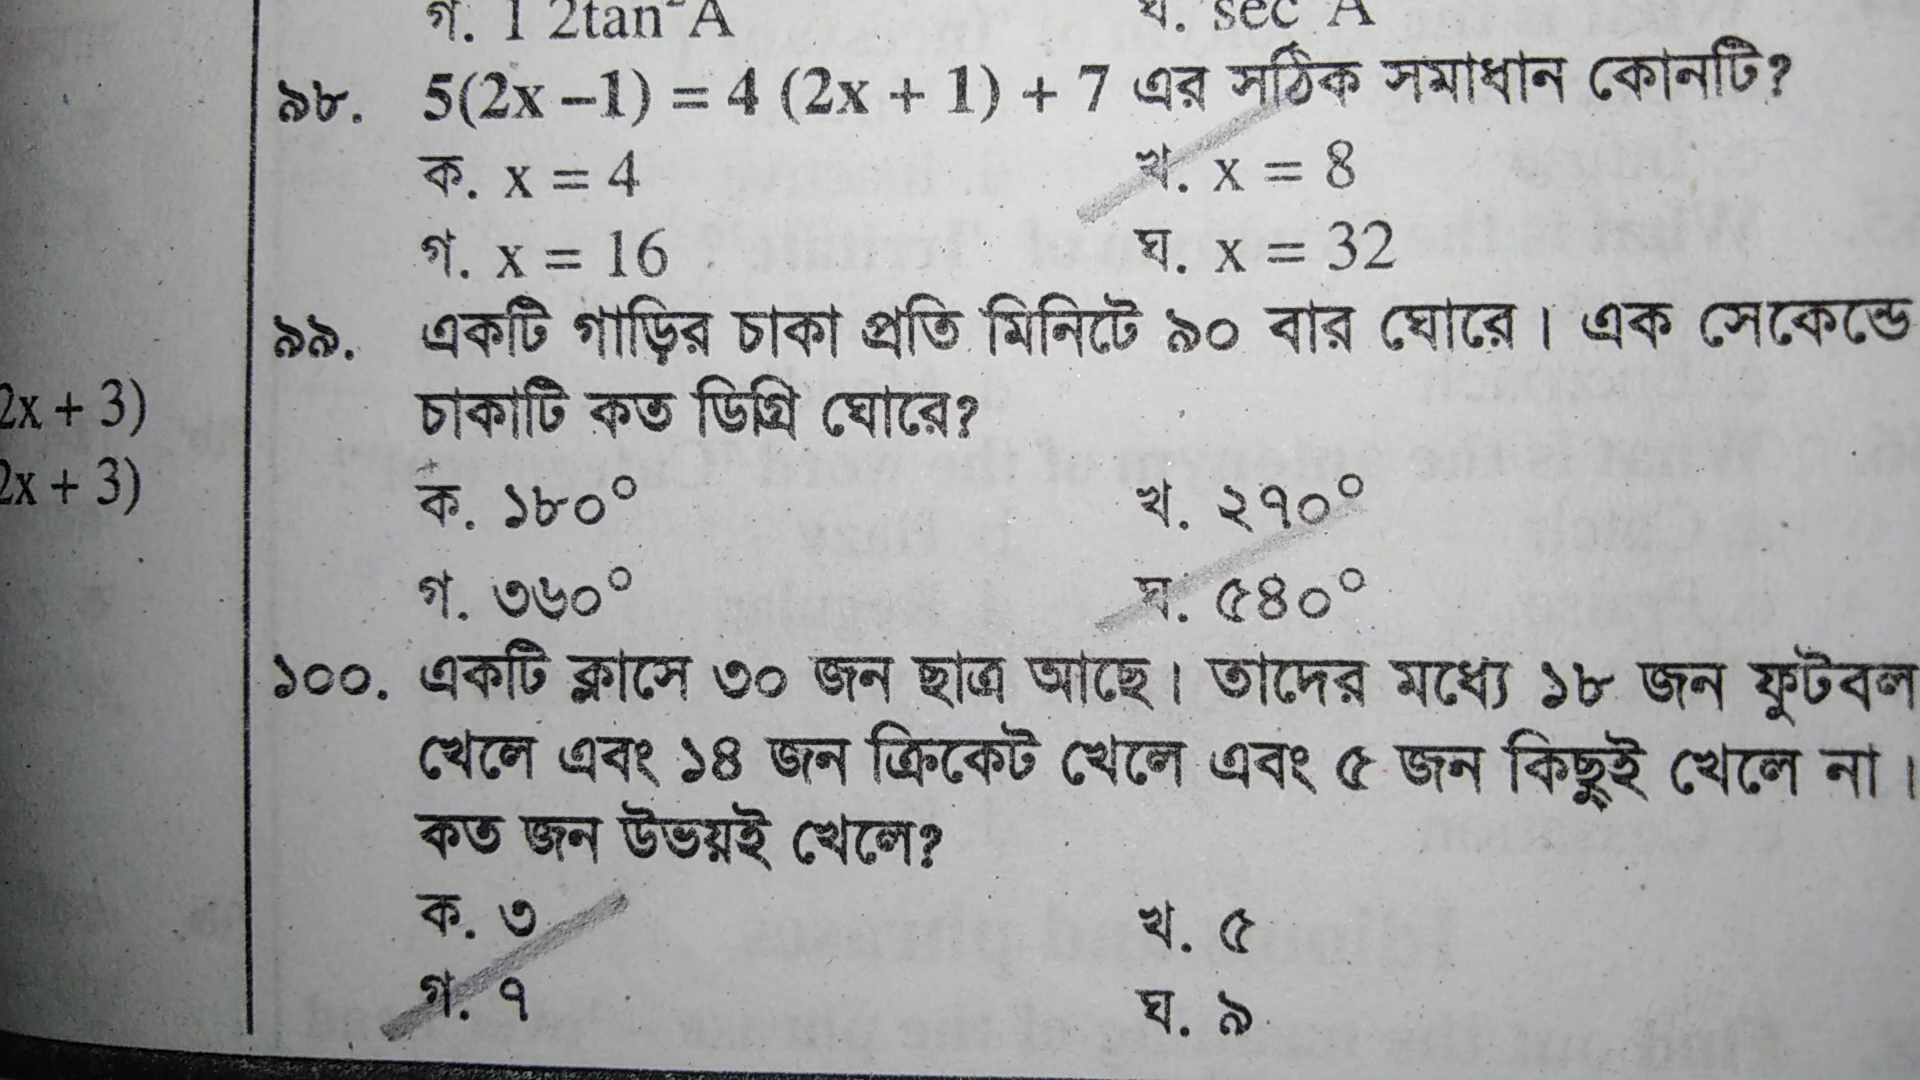 গ. 1 2tan²A ঘ. sec A
৯৮. 5(2x –1) = 4 (2x + 1) + 7 এর সঠিক সমাধান কোনটি?
ক. x = 4 খ. x = 8
গ. x = 16 ঘ. x = 32
৯৯. একটি গাড়ির চাকা প্রতি মিনিটে ৯০ বার ঘোরে। এক সেকেন্ডে
চাকাটি কত ডিগ্রি ঘোরে?
ক. ১৮০° খ. ২৭০°
গ. ৩৬০° ঘ. ৫৪০°
১০০. একটি ক্লাসে ৩০ জন ছাত্র আছে। তাদের মধ্যে ১৮ জন ফুটবল
খেলে এবং ১৪ জন ক্রিকেট খেলে এবং ৫ জন কিছুই খেলে না।
কত জন উভয়ই খেলে?
ক. ৩ খ. ৫
গ. ৭ ঘ. ৯
2x + 3)
2x + 3)